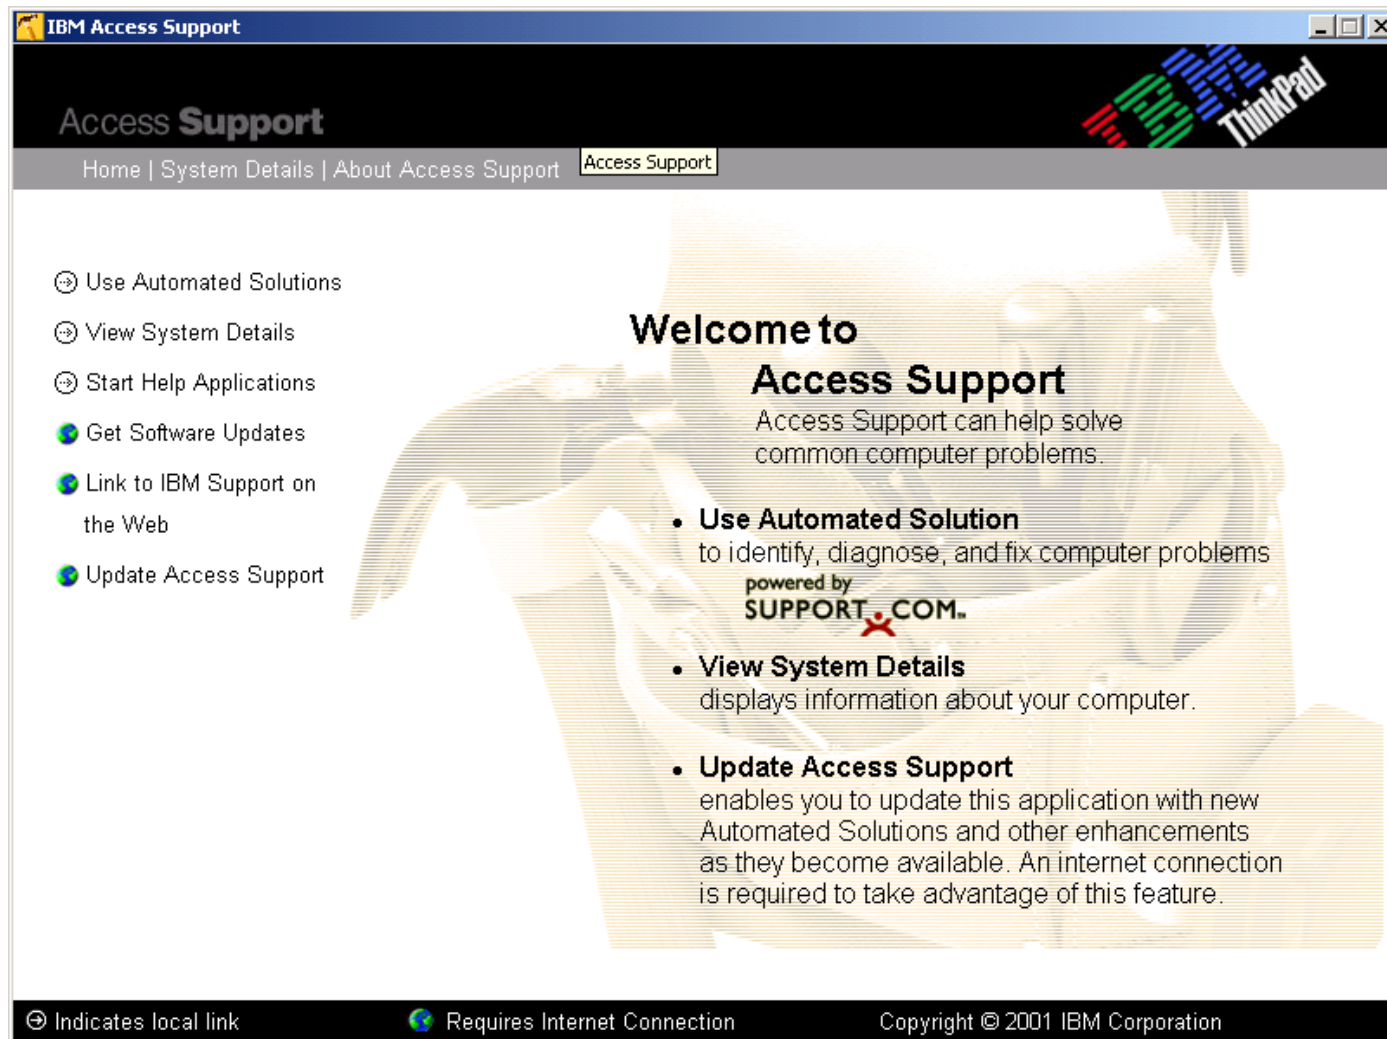 IBM Access Support
Access Support
IBM
ThinkPad
Home | System Details | About Access Support
Access Support
Use Automated Solutions
View System Details
Start Help Applications
Get Software Updates
Link to IBM Support on
the Web
Update Access Support
Welcome to
Access Support
Access Support can help solve
common computer problems.
• Use Automated Solution
to identify, diagnose, and fix computer problems
powered by
SUPPORT.COM™
• View System Details
displays information about your computer.
• Update Access Support
enables you to update this application with new
Automated Solutions and other enhancements
as they become available. An internet connection
is required to take advantage of this feature.
Indicates local link
Requires Internet Connection
Copyright © 2001 IBM Corporation